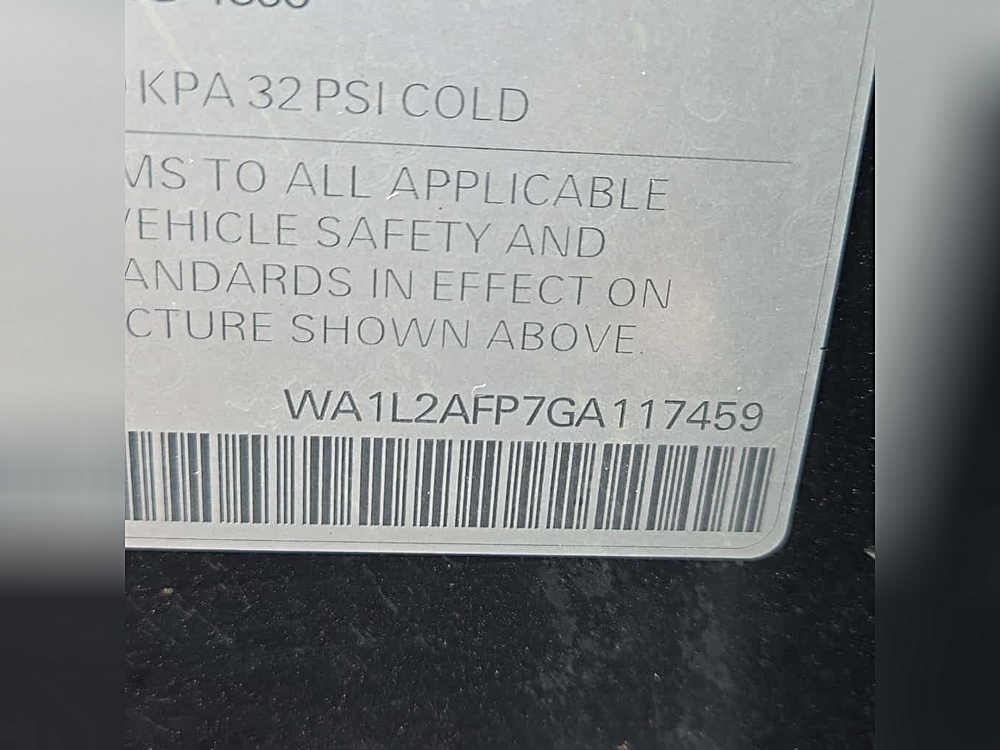 KPA 32 PSI COLD
MS TO ALL APPLICABLE
VEHICLE SAFETY AND
ANDARDS IN EFFECT ON
CTURE SHOWN ABOVE.
WA1L2AFP7GA117459